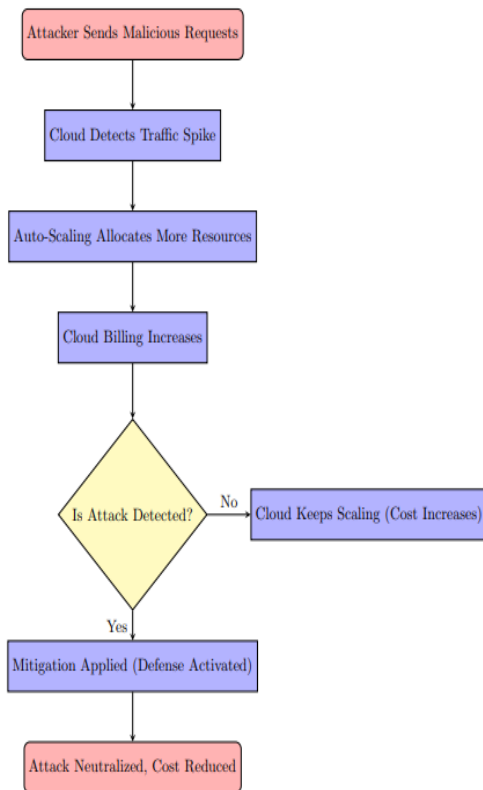 Attacker Sends Malicious Requests
Cloud Detects Traffic Spike
Auto-Scaling Allocates More Resources
Cloud Billing Increases
Is Attack Detected?
No
Cloud Keeps Scaling (Cost Increases)
Yes
Mitigation Applied (Defense Activated)
Attack Neutralized, Cost Reduced